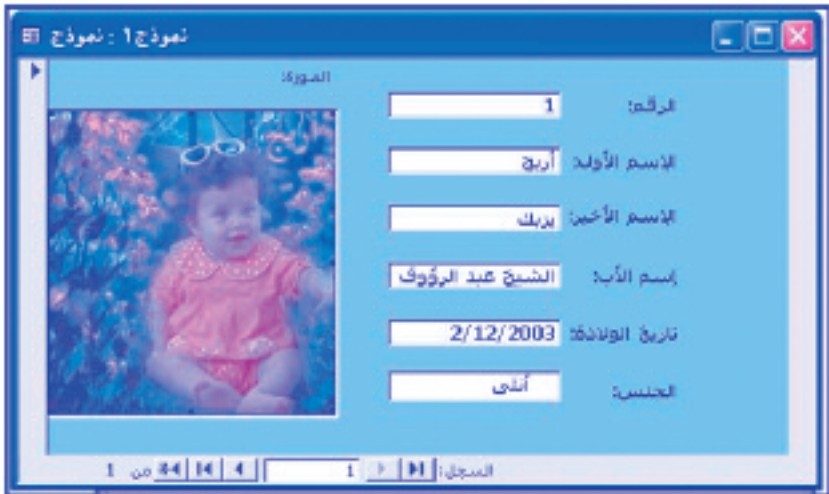 نموذج١ : نموذج
الصورة:
الرقم: 1
الإسم الأول: أريج
الإسم الأخير: يزبك
إسم الأب: الشيخ عبد الرؤوف
تاريخ الولادة: 2/12/2003
الجنس: أنثى
السجل: 1 من 1